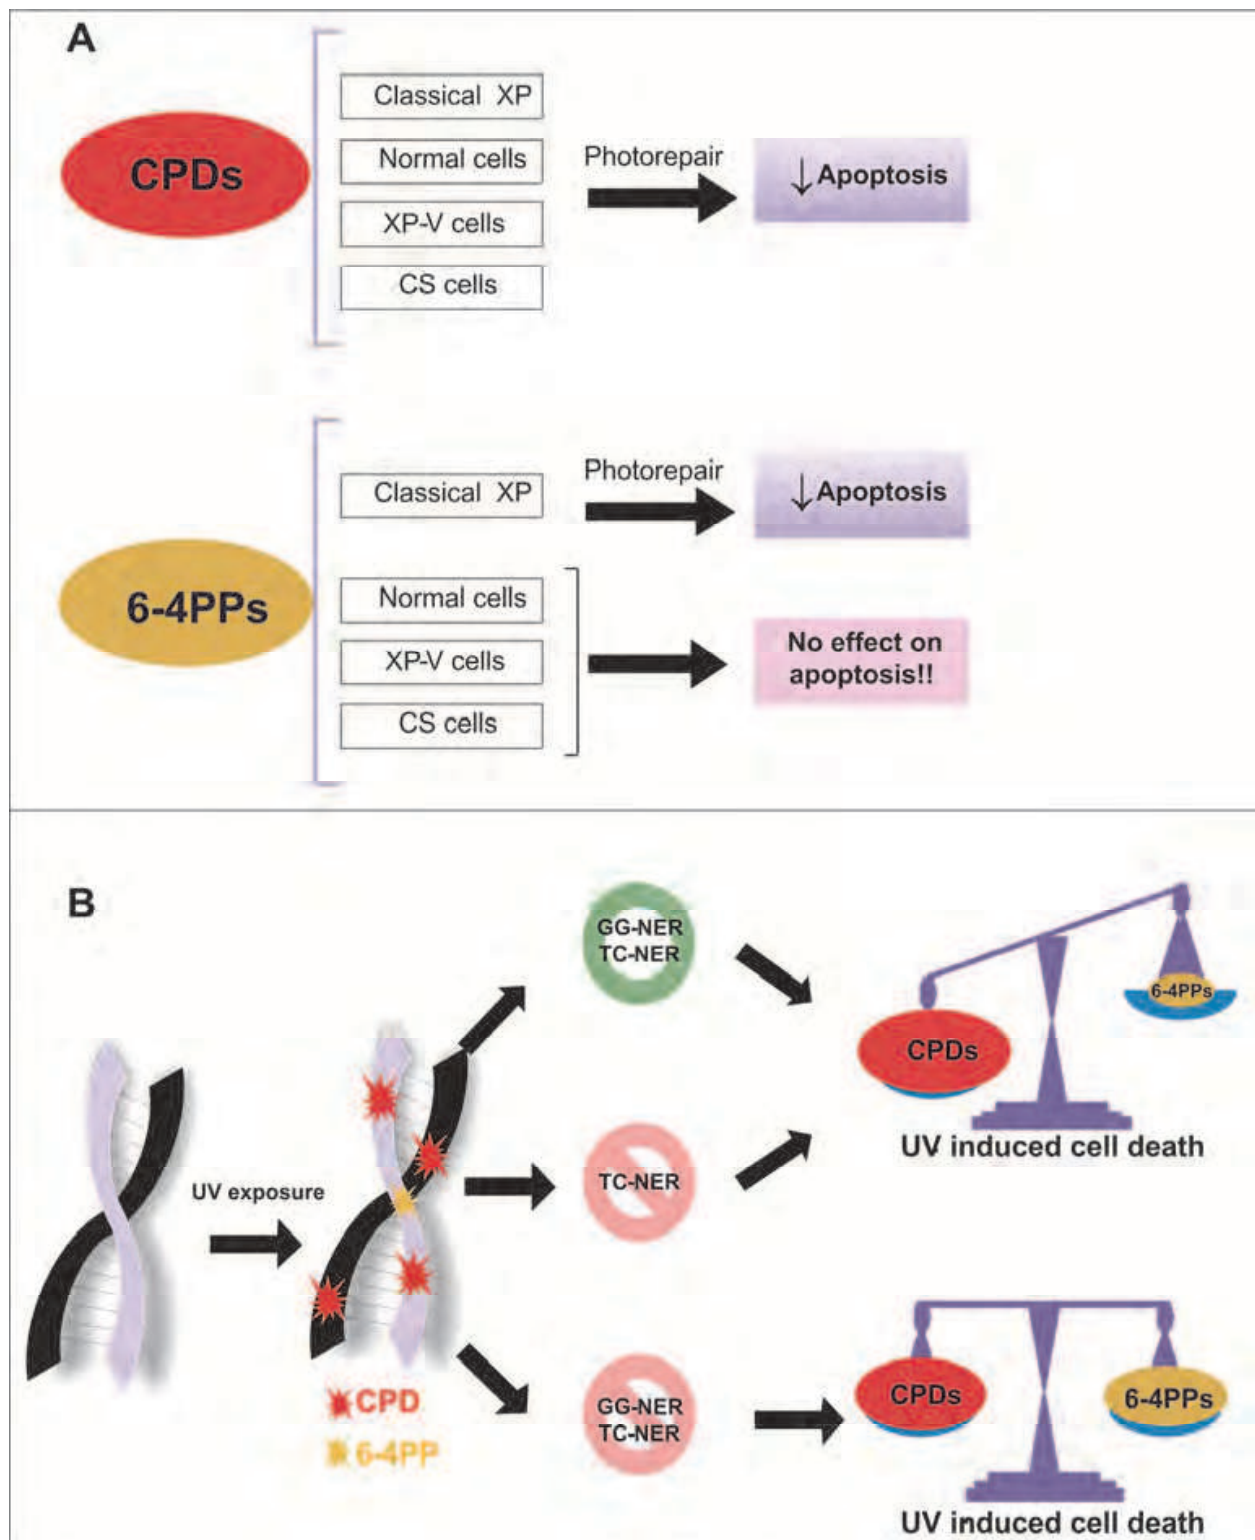 A
CPDs
Classical XP
Normal cells
XP-V cells
CS cells
Photorepair
↓ Apoptosis
6-4PPs
Classical XP
Normal cells
XP-V cells
CS cells
Photorepair
↓ Apoptosis
No effect on
apoptosis!!
B
UV exposure
CPD
6-4PP
GG-NER
TC-NER
TC-NER
GG-NER
TC-NER
CPDs
6-4PPs
UV induced cell death
CPDs
6-4PPs
UV induced cell death